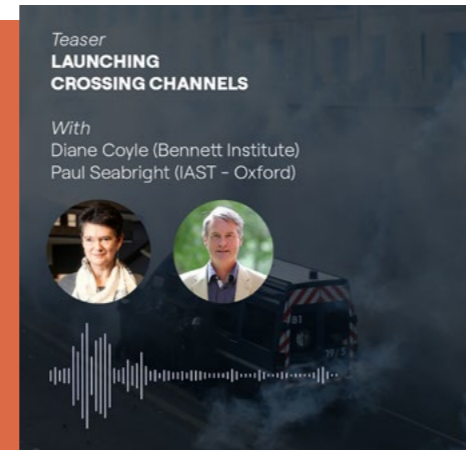 Teaser
LAUNCHING
CROSSING CHANNELS
With
Diane Coyle (Bennett Institute)
Paul Seabright (IAST – Oxford)